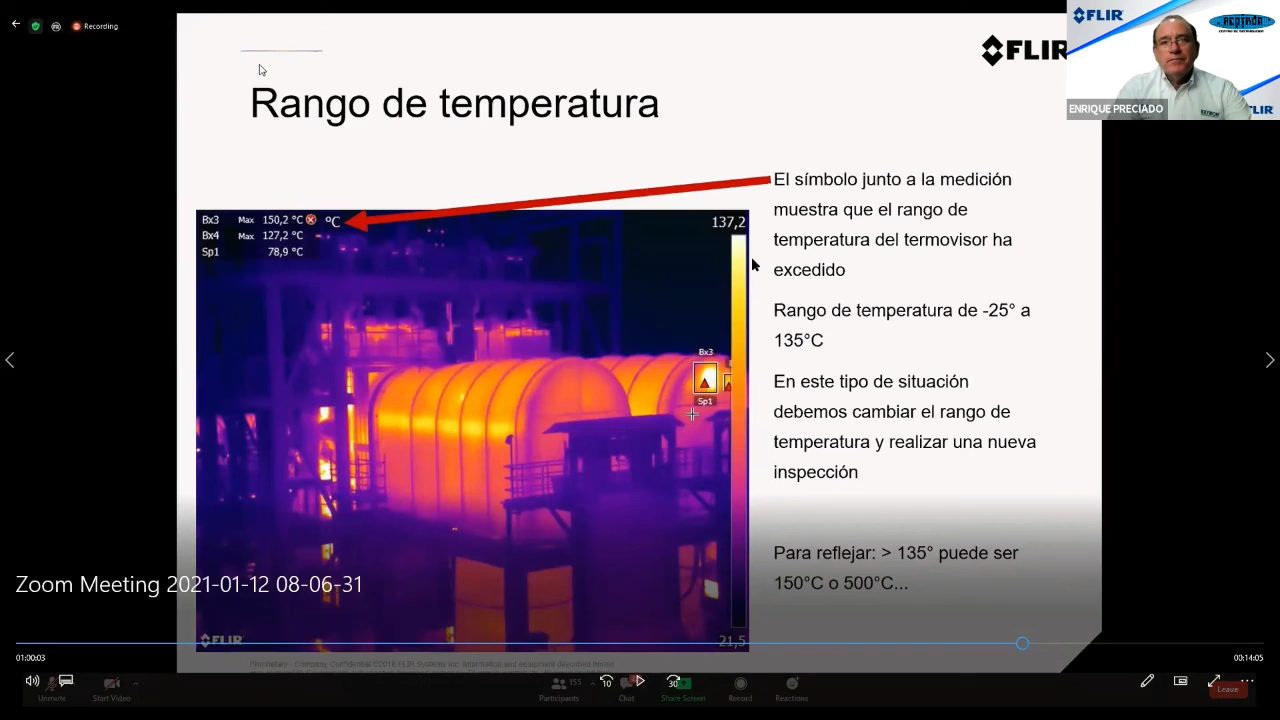 Recording
FLIR
FLIR
ENRIQUE PRECIADO
Rango de temperatura
El símbolo junto a la medición
muestra que el rango de
temperatura del termovisor ha
excedido
Rango de temperatura de -25° a
135°C
En este tipo de situación
debemos cambiar el rango de
temperatura y realizar una nueva
inspección
Para reflejar: > 135° puede ser
150°C o 500°C...
Bx3 Max 150,2 °C °C
Bx4 Max 127,2 °C
Sp1 78,9 °C
137,2
Bx3
Sp1
21,5
FLIR
Zoom Meeting 2021-01-12 08-06-31
01:00:03
00:14:05
10
30
Unmute
Start Video
Participants
155
Chat
Share Screen
Record
Reactions
Leave